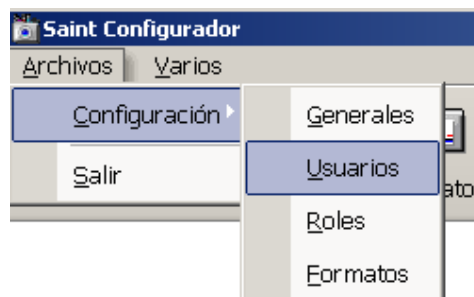 Saint Configurador
Archivos Varios
Configuración Generales
Salir Usuarios
Roles
Formatos